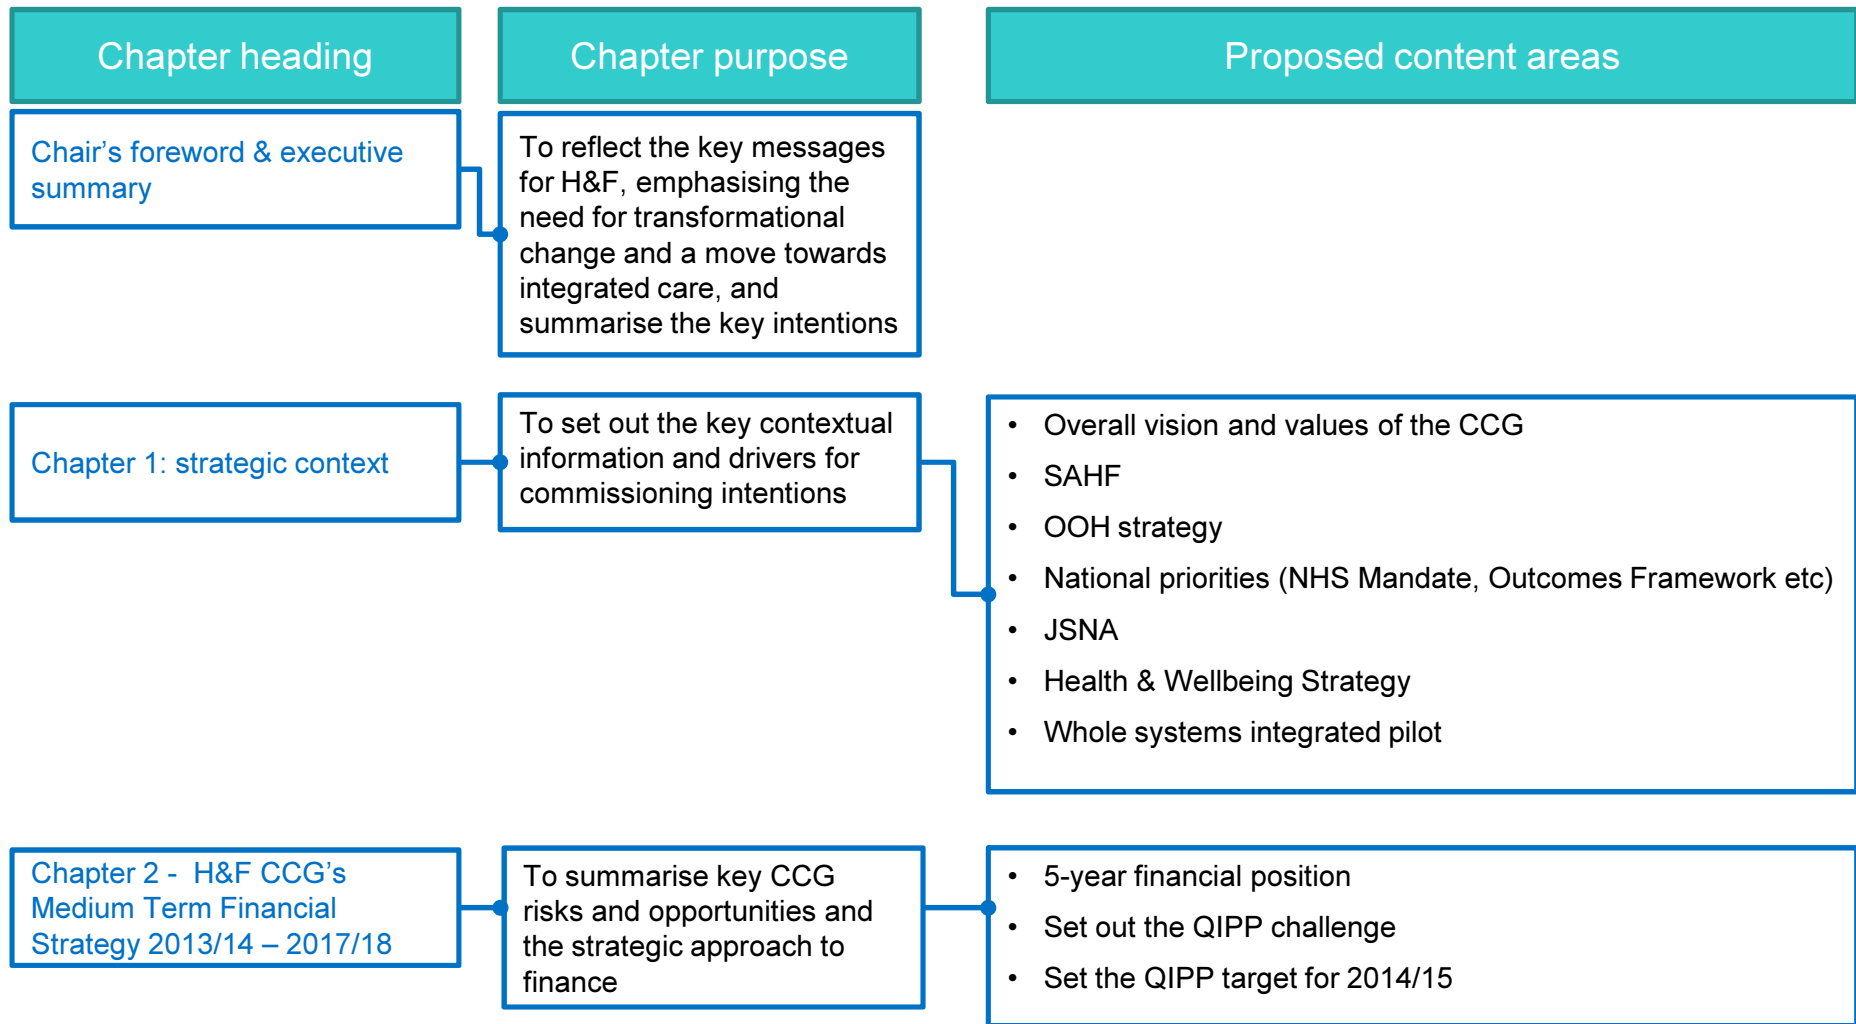 Chapter heading
Chapter purpose
Proposed content areas
Chair’s foreword & executive
summary
To reflect the key messages
for H&F, emphasising the
need for transformational
change and a move towards
integrated care, and
summarise the key intentions
Chapter 1: strategic context
To set out the key contextual
information and drivers for
commissioning intentions
• Overall vision and values of the CCG
• SAHF
• OOH strategy
• National priorities (NHS Mandate, Outcomes Framework etc)
• JSNA
• Health & Wellbeing Strategy
• Whole systems integrated pilot
Chapter 2 - H&F CCG’s
Medium Term Financial
Strategy 2013/14 – 2017/18
To summarise key CCG
risks and opportunities and
the strategic approach to
finance
• 5-year financial position
• Set out the QIPP challenge
• Set the QIPP target for 2014/15